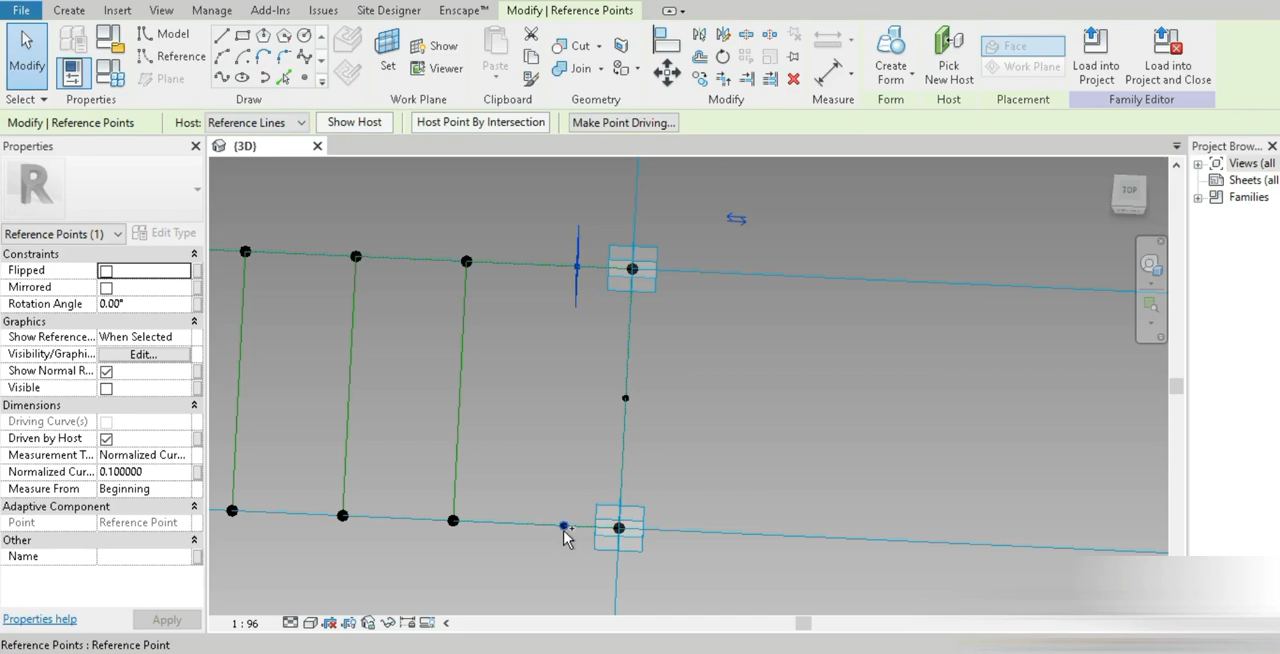 File Create Insert View Manage Add-Ins Issues Site Designer Enscape™ Modify | Reference Points
Modify
Model
Reference
Plane
Set
Show
Viewer
Paste
Cut
Join
Create Form
Pick New Host
Face
Work Plane
Load into Project
Load into Project and Close
Select Properties Draw Work Plane Clipboard Geometry Modify Measure Form Host Placement Family Editor
Modify | Reference Points Host: Reference Lines Show Host Host Point By Intersection Make Point Driving...
Properties
{3D}
Project Brow...
R
TOP
Views (all
Sheets (all
Families
Reference Points (1) Edit Type
Constraints
Flipped
Mirrored
Rotation Angle 0.00°
Graphics
Show Reference... When Selected
Visibility/Graphi... Edit...
Show Normal R...
Visible
Dimensions
Driving Curve(s)
Driven by Host
Measurement T... Normalized Cur...
Normalized Cur... 0.100000
Measure From Beginning
Adaptive Component
Point Reference Point
Other
Name
Properties help Apply
1 : 96
Reference Points : Reference Point